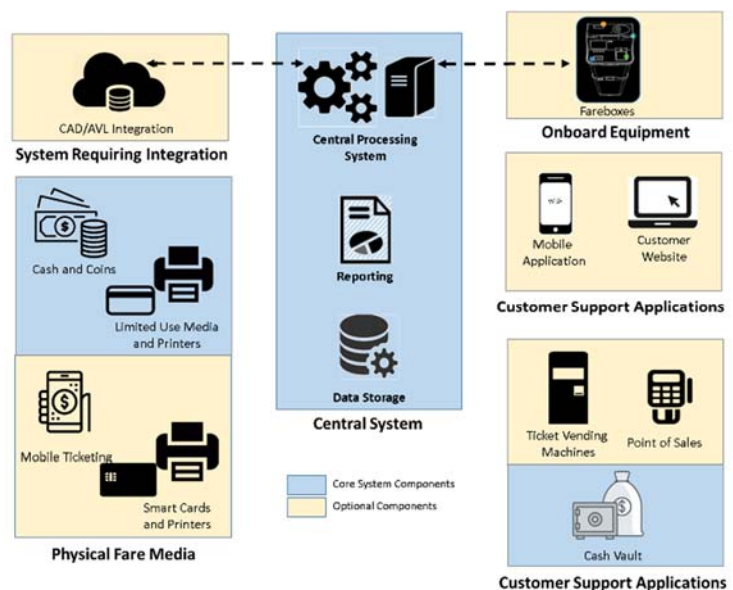 CAD/AVL Integration
System Requiring Integration
Cash and Coins
Limited Use Media
and Printers
Mobile Ticketing
Smart Cards
and Printers
Physical Fare Media
Central Processing
System
Reporting
Data Storage
Central System
Core System Components
Optional Components
Fareboxes
Onboard Equipment
Mobile
Application
Customer
Website
Customer Support Applications
Ticket Vending
Machines
Point of Sales
Cash Vault
Customer Support Applications